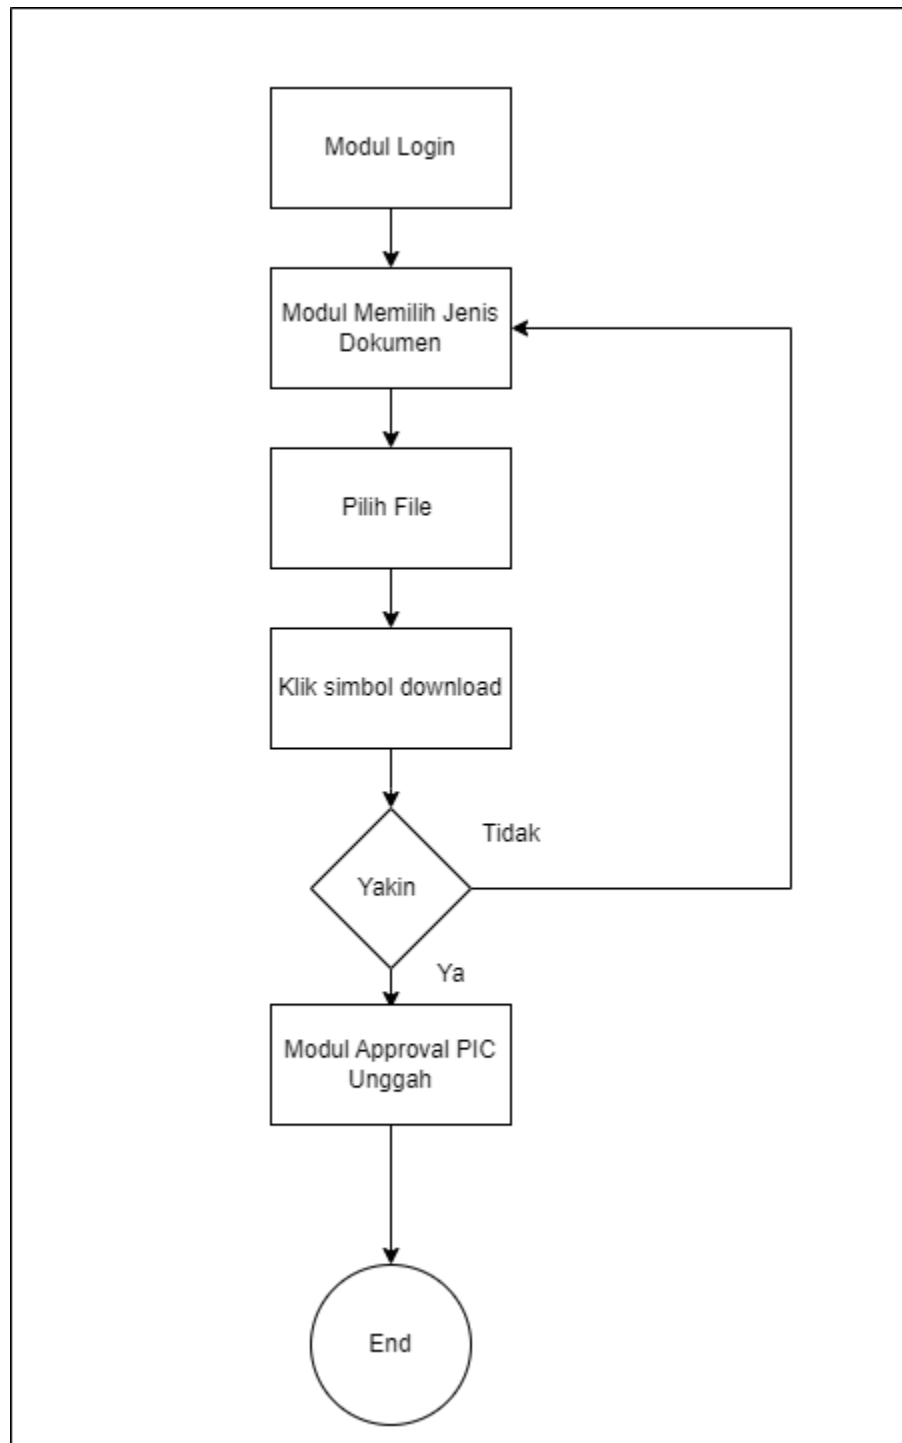 Modul Login
Modul Memilih Jenis
Dokumen
Pilih File
Klik simbol download
Tidak
Yakin
Ya
Modul Approval PIC
Unggah
End